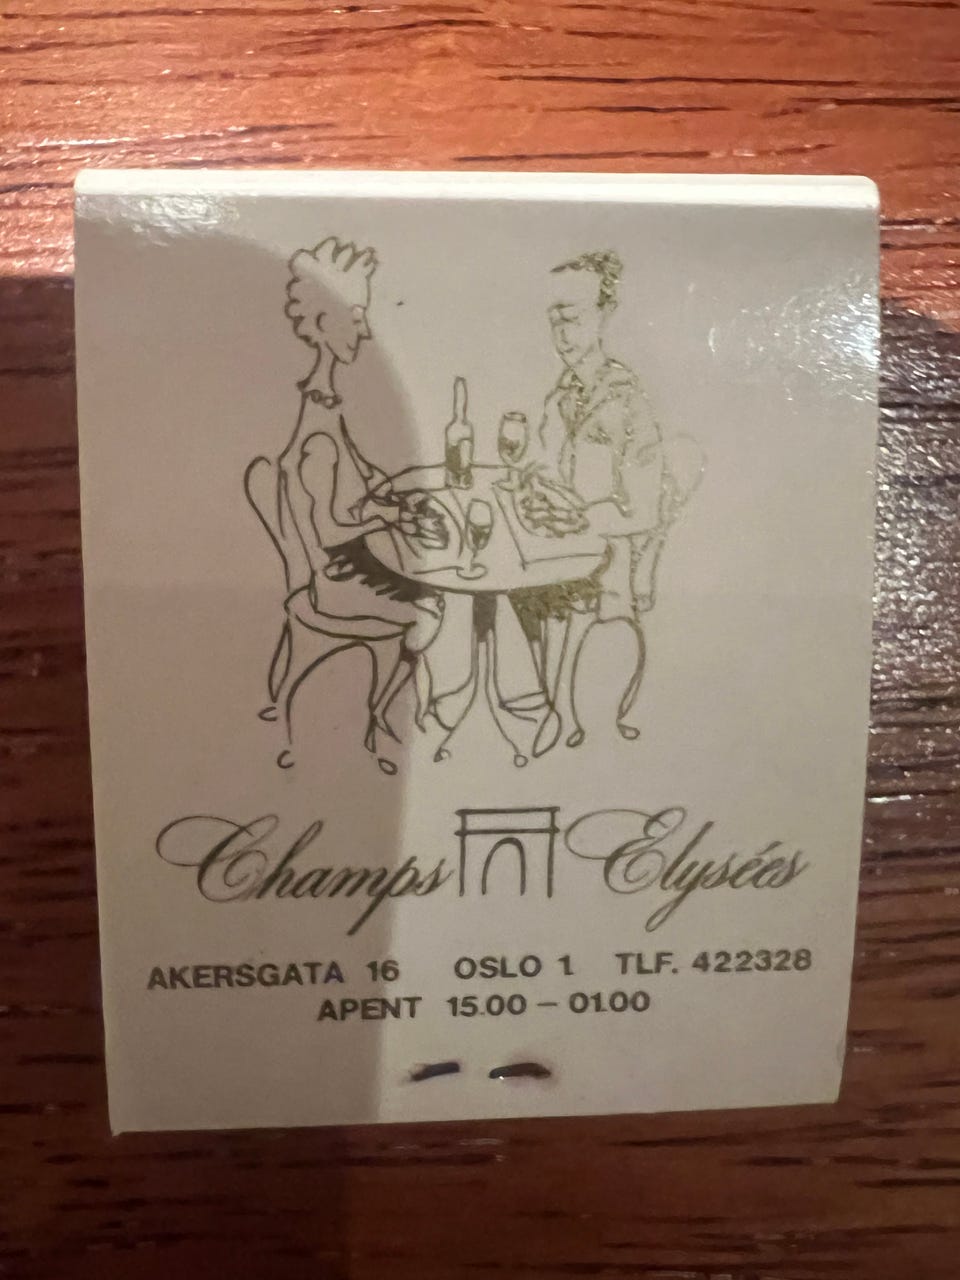 Champs Elysées
AKERSGATA 16 OSLO 1 TLF. 422328
APENT 15.00 – 01.00